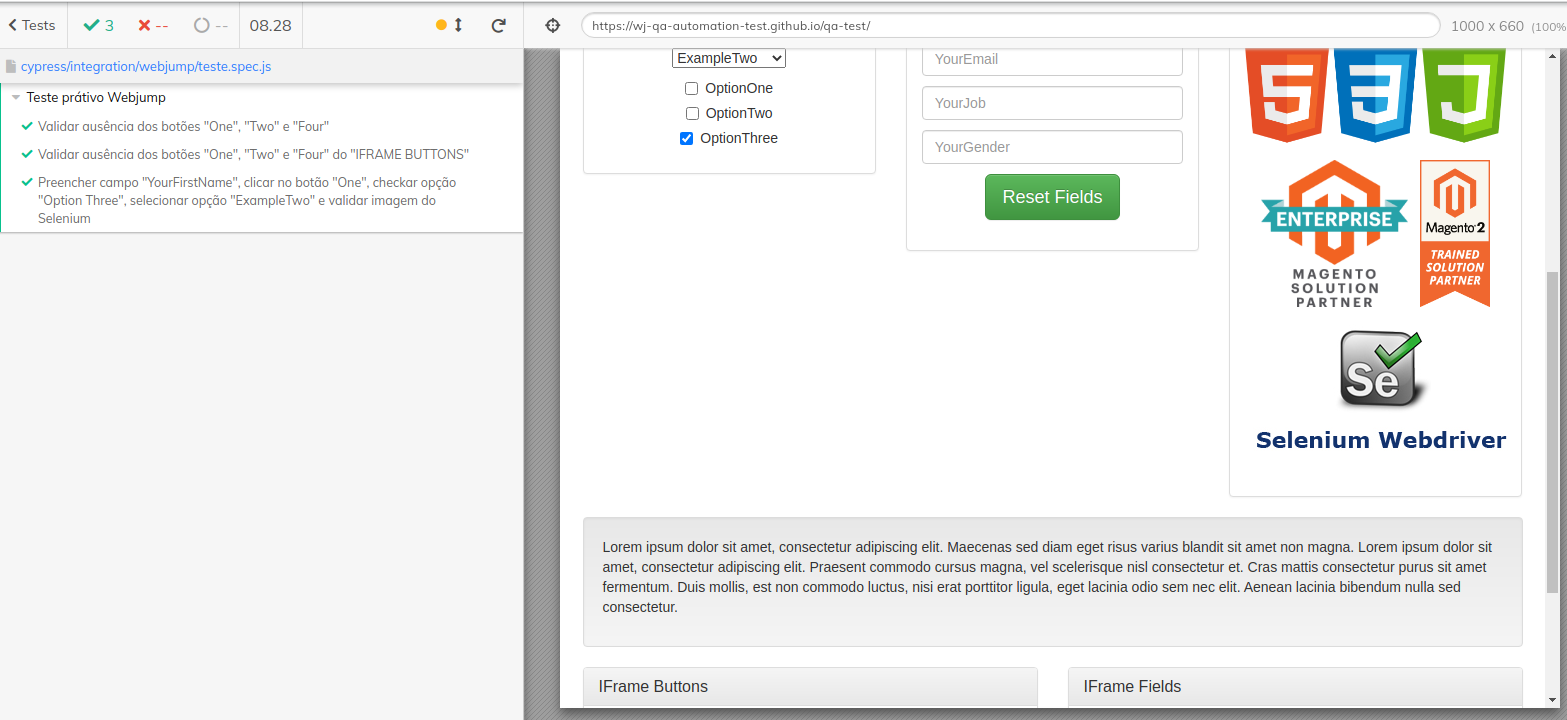 Tests
3
--
--
08.28
https://wj-qa-automation-test.github.io/qa-test/
1000 x 660 (100%
cypress/integration/webjump/teste.spec.js
Teste prátivo Webjump
Validar ausência dos botões "One", "Two" e "Four"
Validar ausência dos botões "One", "Two" e "Four" do "IFRAME BUTTONS"
Preencher campo "YourFirstName", clicar no botão "One", checkar opção
"Option Three", selecionar opção "ExampleTwo" e validar imagem do
Selenium
ExampleTwo
OptionOne
OptionTwo
OptionThree
YourEmail
YourJob
YourGender
Reset Fields
5
3
ENTERPRISE
MAGENTO
SOLUTION
PARTNER
Magento 2
TRAINED
SOLUTION
PARTNER
Se
Selenium Webdriver
Lorem ipsum dolor sit amet, consectetur adipiscing elit. Maecenas sed diam eget risus varius blandit sit amet non magna. Lorem ipsum dolor sit
amet, consectetur adipiscing elit. Praesent commodo cursus magna, vel scelerisque nisl consectetur et. Cras mattis consectetur purus sit amet
fermentum. Duis mollis, est non commodo luctus, nisi erat porttitor ligula, eget lacinia odio sem nec elit. Aenean lacinia bibendum nulla sed
consectetur.
IFrame Buttons
IFrame Fields